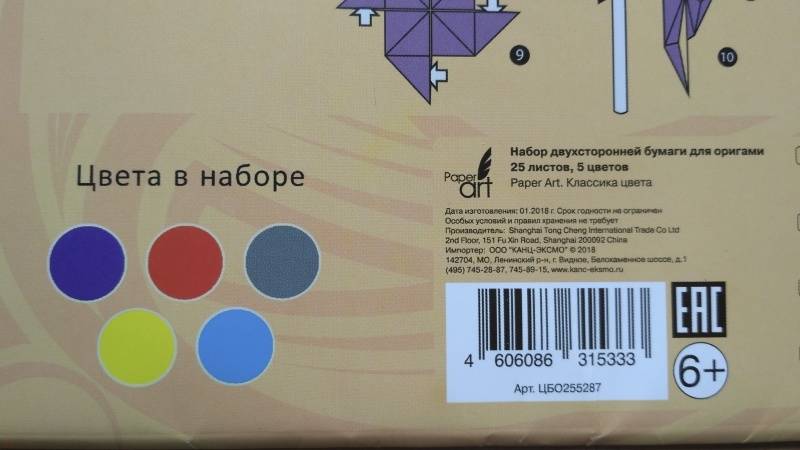 9
10
Цвета в наборе
Paper art
Набор двухсторонней бумаги для оригами
25 листов, 5 цветов
Paper Art. Классика цвета
Дата изготовления: 01.2018 г. Срок годности не ограничен
Особых условий и правил хранения не требует
Производитель: Shanghai Tong Cheng International Trade Co Ltd
2nd Floor, 151 Fu Xin Road, Shanghai 200092 China
Импортер: ООО "КАНЦ-ЭКСМО" © 2018
142704, МО, Ленинский р-н, г. Видное, Белокаменное шоссе, д.1
(495) 745-28-87, 745-89-15, www.kanc-eksmo.ru
4 606086 315333
Арт. ЦБО255287
EAC
6+